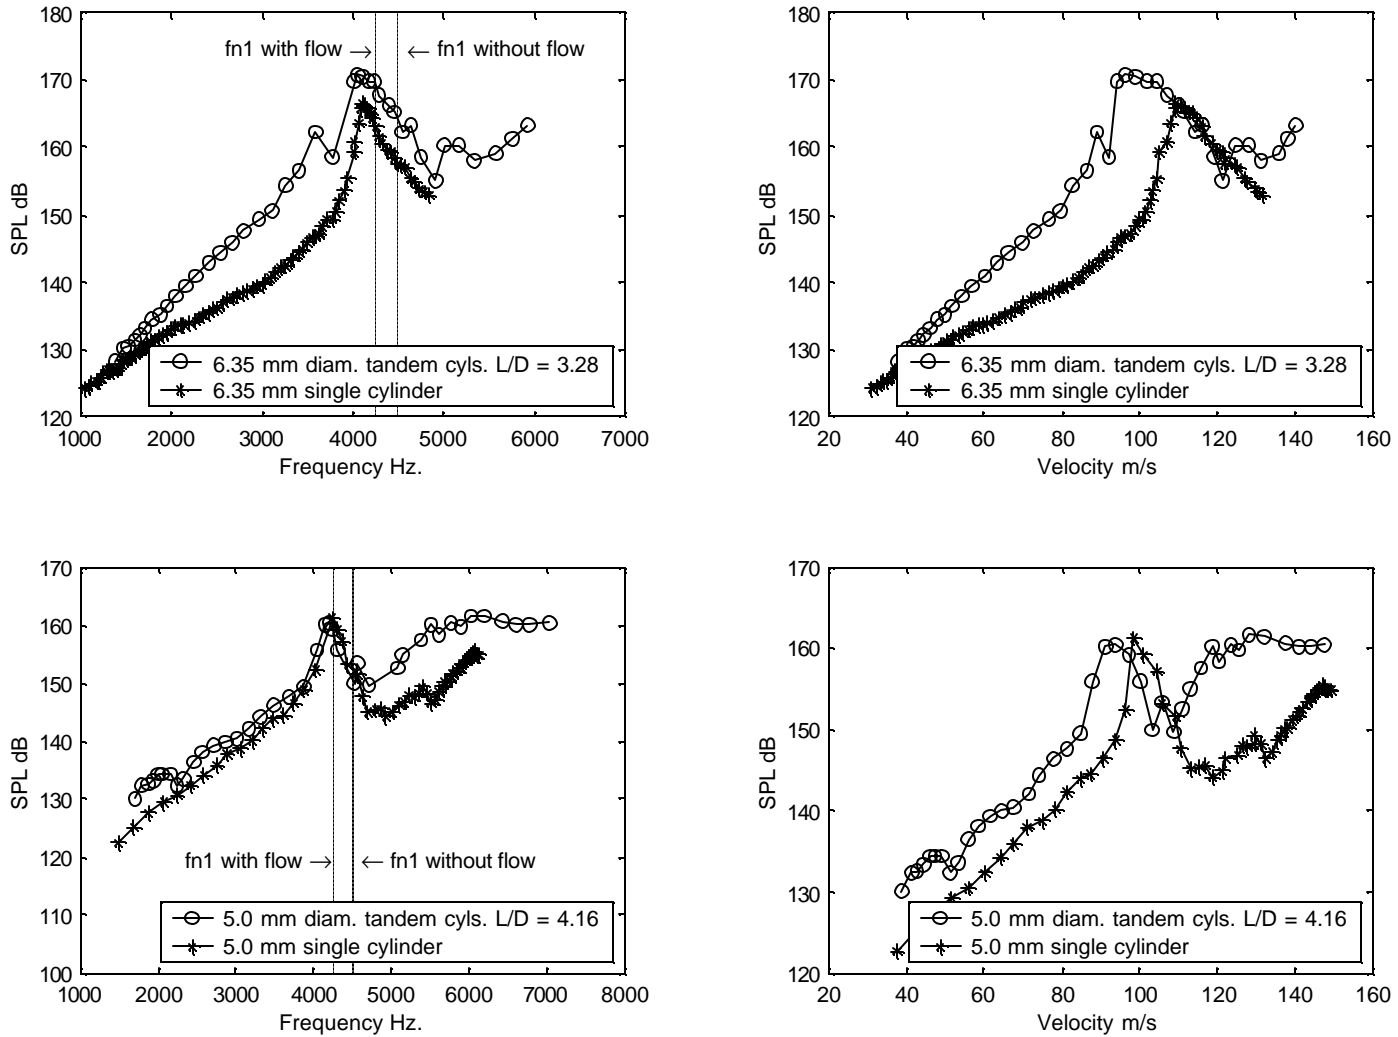 180
170
160
150
140
130
120
SPL dB
fn1 with flow → ← fn1 without flow
6.35 mm diam. tandem cyls. L/D = 3.28
6.35 mm single cylinder
1000 2000 3000 4000 5000 6000 7000
Frequency Hz.
180
170
160
150
140
130
120
SPL dB
6.35 mm diam. tandem cyls. L/D = 3.28
6.35 mm single cylinder
20 40 60 80 100 120 140 160
Velocity m/s
170
160
150
140
130
120
110
100
SPL dB
fn1 with flow → ← fn1 without flow
5.0 mm diam. tandem cyls. L/D = 4.16
5.0 mm single cylinder
1000 2000 3000 4000 5000 6000 7000 8000
Frequency Hz.
170
160
150
140
130
120
SPL dB
5.0 mm diam. tandem cyls. L/D = 4.16
5.0 mm single cylinder
20 40 60 80 100 120 140 160
Velocity m/s